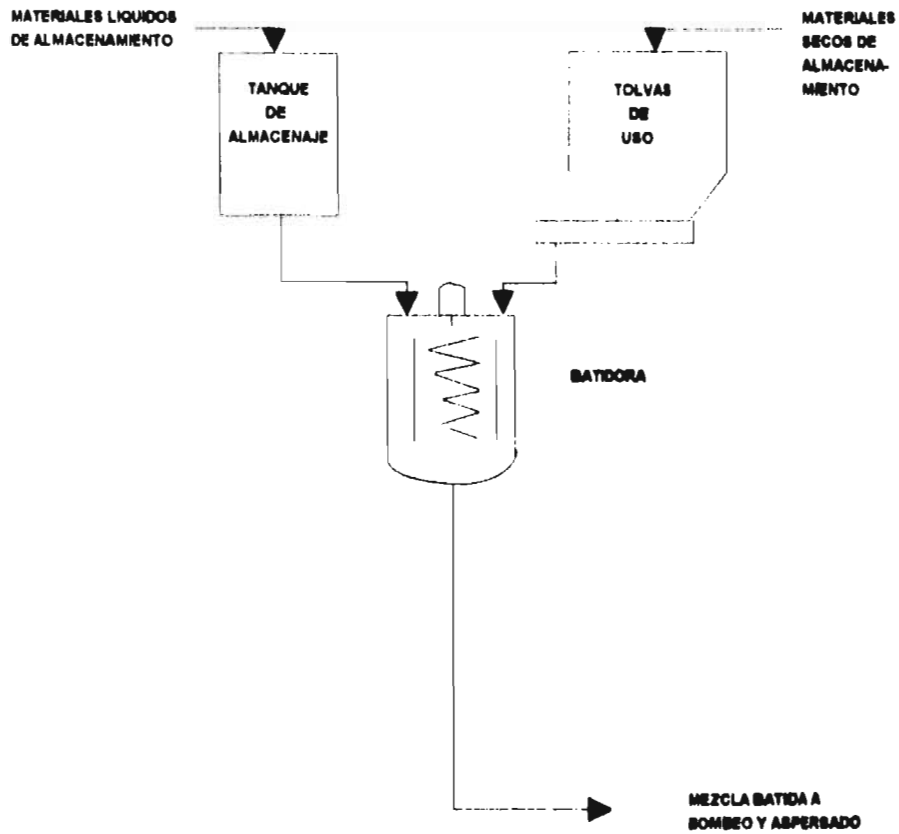 MATERIALES LIQUIDOS
DE ALMACENAMIENTO
MATERIALES
SECOS DE
ALMACENA-
MIENTO
TANQUE
DE
ALMACENAJE
TOLVAS
DE
USO
BATIDORA
MEZCLA BATIDA A
BOMBEO Y ASPERSADO